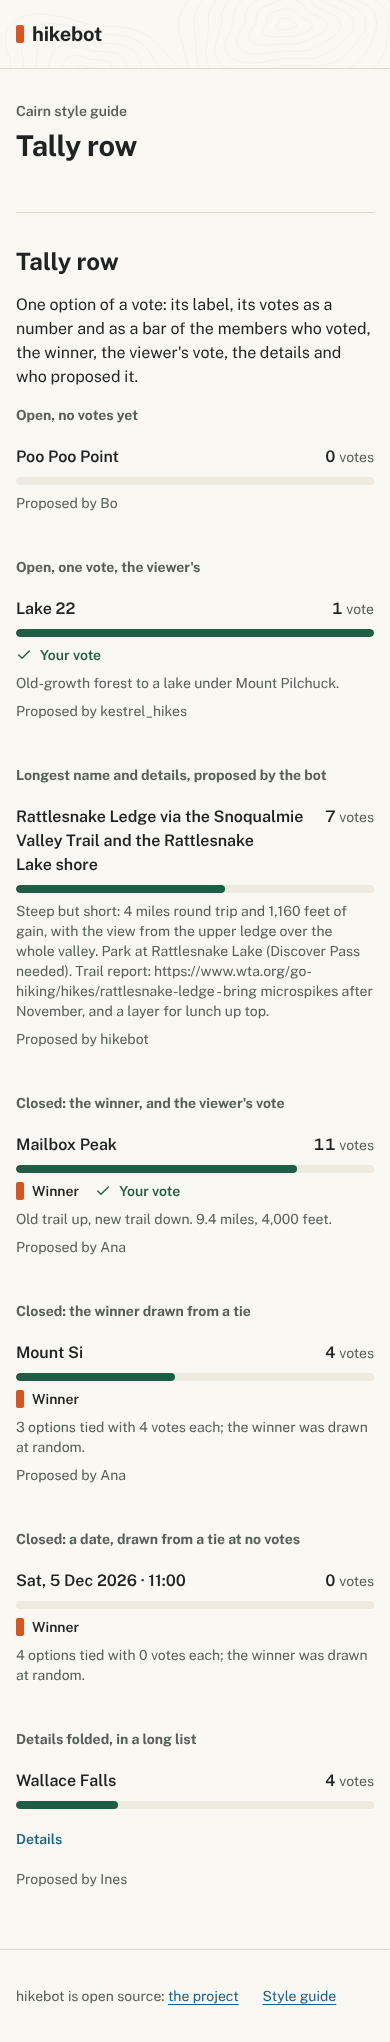 hikebot
Cairn style guide
Tally row
Tally row
One option of a vote: its label, its votes as a
number and as a bar of the members who voted,
the winner, the viewer's vote, the details and
who proposed it.
Open, no votes yet
Poo Poo Point 0 votes
Proposed by Bo
Open, one vote, the viewer's
Lake 22 1 vote
Your vote
Old-growth forest to a lake under Mount Pilchuck.
Proposed by kestrel_hikes
Longest name and details, proposed by the bot
Rattlesnake Ledge via the Snoqualmie 7 votes
Valley Trail and the Rattlesnake
Lake shore
Steep but short: 4 miles round trip and 1,160 feet of
gain, with the view from the upper ledge over the
whole valley. Park at Rattlesnake Lake (Discover Pass
needed). Trail report: https://www.wta.org/go-
hiking/hikes/rattlesnake-ledge - bring microspikes after
November, and a layer for lunch up top.
Proposed by hikebot
Closed: the winner, and the viewer's vote
Mailbox Peak 11 votes
Winner Your vote
Old trail up, new trail down. 9.4 miles, 4,000 feet.
Proposed by Ana
Closed: the winner drawn from a tie
Mount Si 4 votes
Winner
3 options tied with 4 votes each; the winner was drawn
at random.
Proposed by Ana
Closed: a date, drawn from a tie at no votes
Sat, 5 Dec 2026 · 11:00 0 votes
Winner
4 options tied with 0 votes each; the winner was drawn
at random.
Details folded, in a long list
Wallace Falls 4 votes
Details
Proposed by Ines
hikebot is open source: the project Style guide